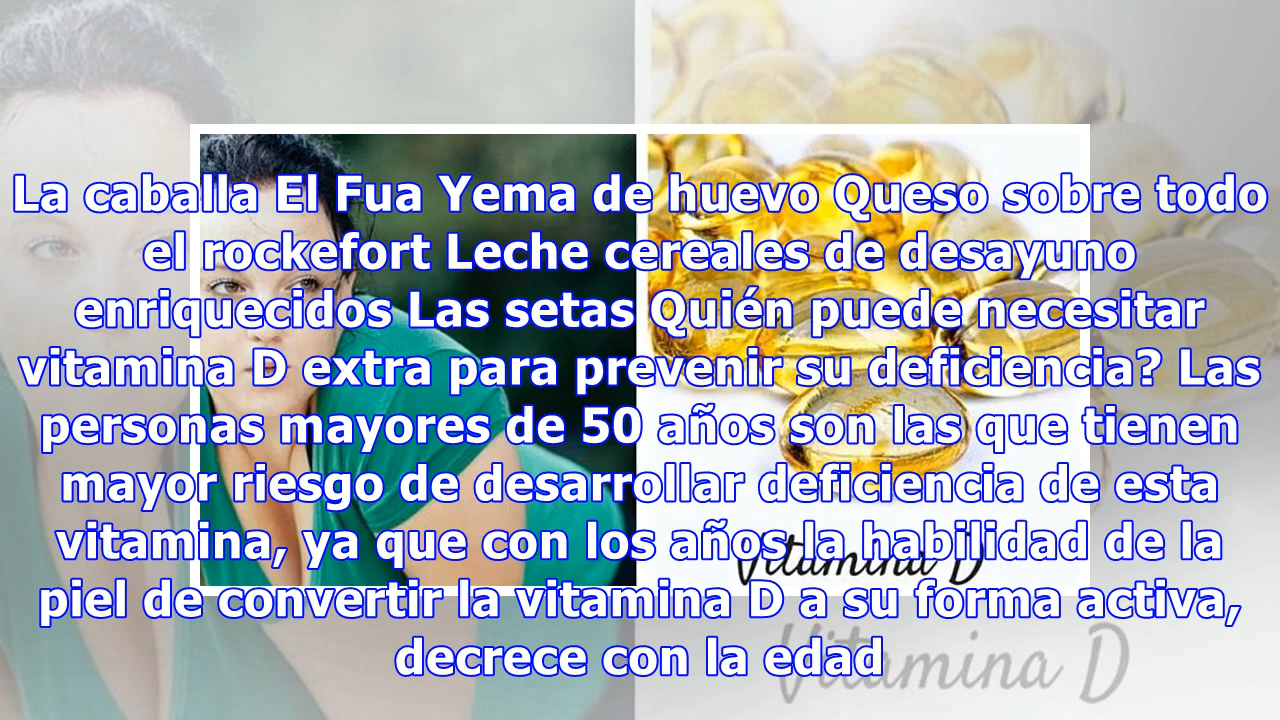 La caballa El Fua Yema de huevo Queso sobre todo
el rockefort Leche cereales de desayuno
enriquecidos Las setas Quién puede necesitar
vitamina D extra para prevenir su deficiencia? Las
personas mayores de 50 años son las que tienen
mayor riesgo de desarrollar deficiencia de esta
vitamina, ya que con los años la habilidad de la
piel de convertir la vitamina D a su forma activa,
decrece con la edad
Vitamina D
Vitamina D